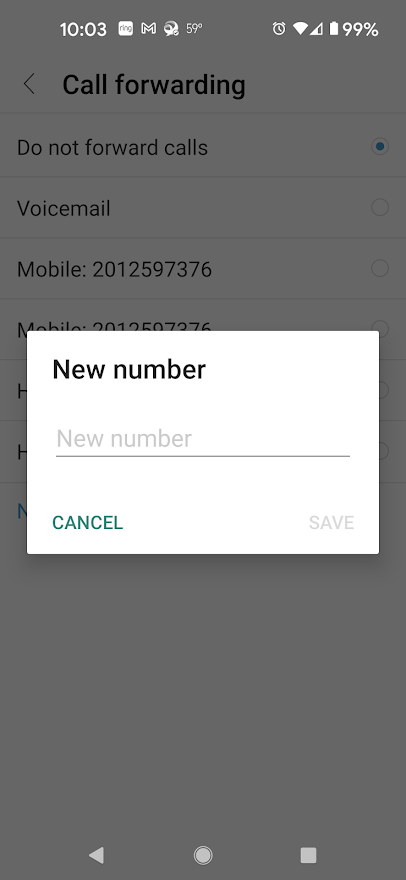 10:03 ring 59° 99%
Call forwarding
Do not forward calls
Voicemail
Mobile: 2012597376
Mobile: 2012597376
H
H
N
New number
New number
CANCEL SAVE